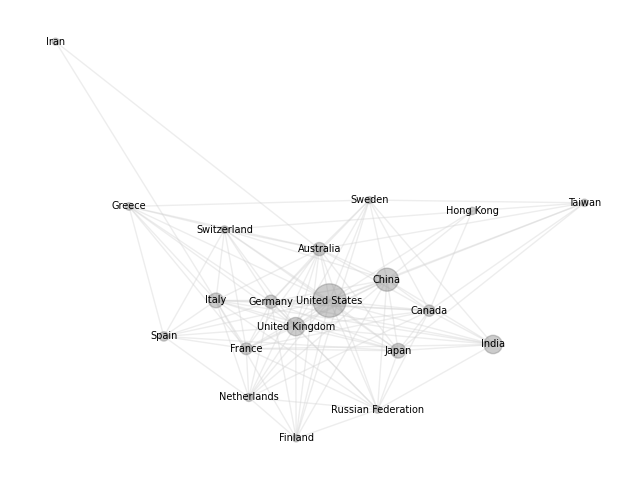 Iran
Sweden
Taiwan
Greece
Hong Kong
Switzerland
Australia
China
Italy
Germany
United States
Canada
United Kingdom
Spain
India
France
Japan
Netherlands
Russian Federation
Finland